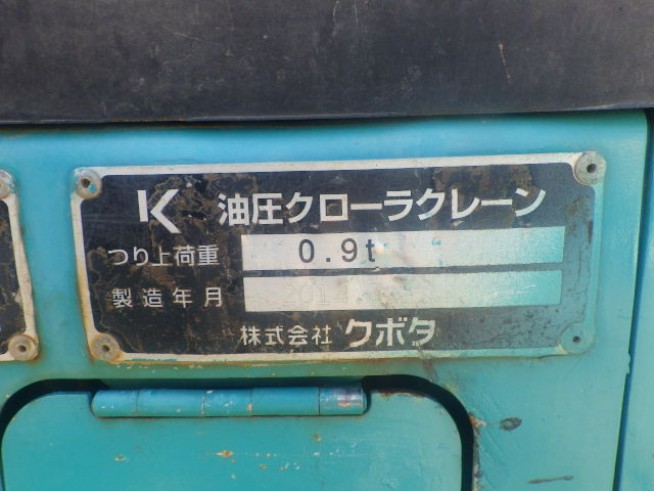 K 油圧クローラクレーン
つり上荷重 0.9t
製造年月
株式会社 クボタ